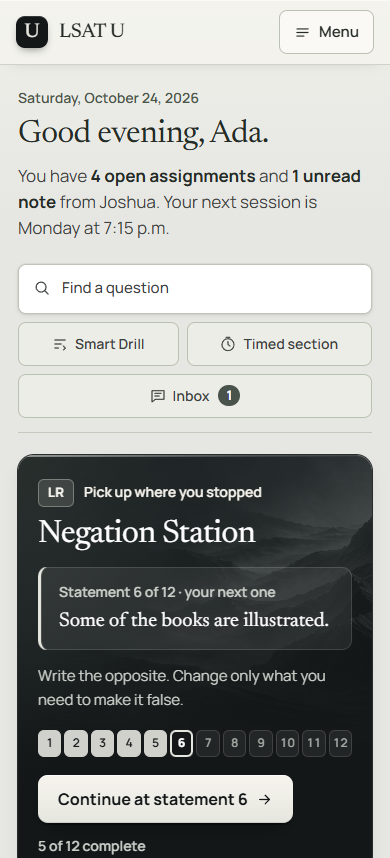 U LSAT U
Menu
Saturday, October 24, 2026
Good evening, Ada.
You have 4 open assignments and 1 unread
note from Joshua. Your next session is
Monday at 7:15 p.m.
Find a question
Smart Drill
Timed section
Inbox 1
LR Pick up where you stopped
Negation Station
Statement 6 of 12 · your next one
Some of the books are illustrated.
Write the opposite. Change only what you
need to make it false.
1 2 3 4 5 6 7 8 9 10 11 12
Continue at statement 6 →
5 of 12 complete